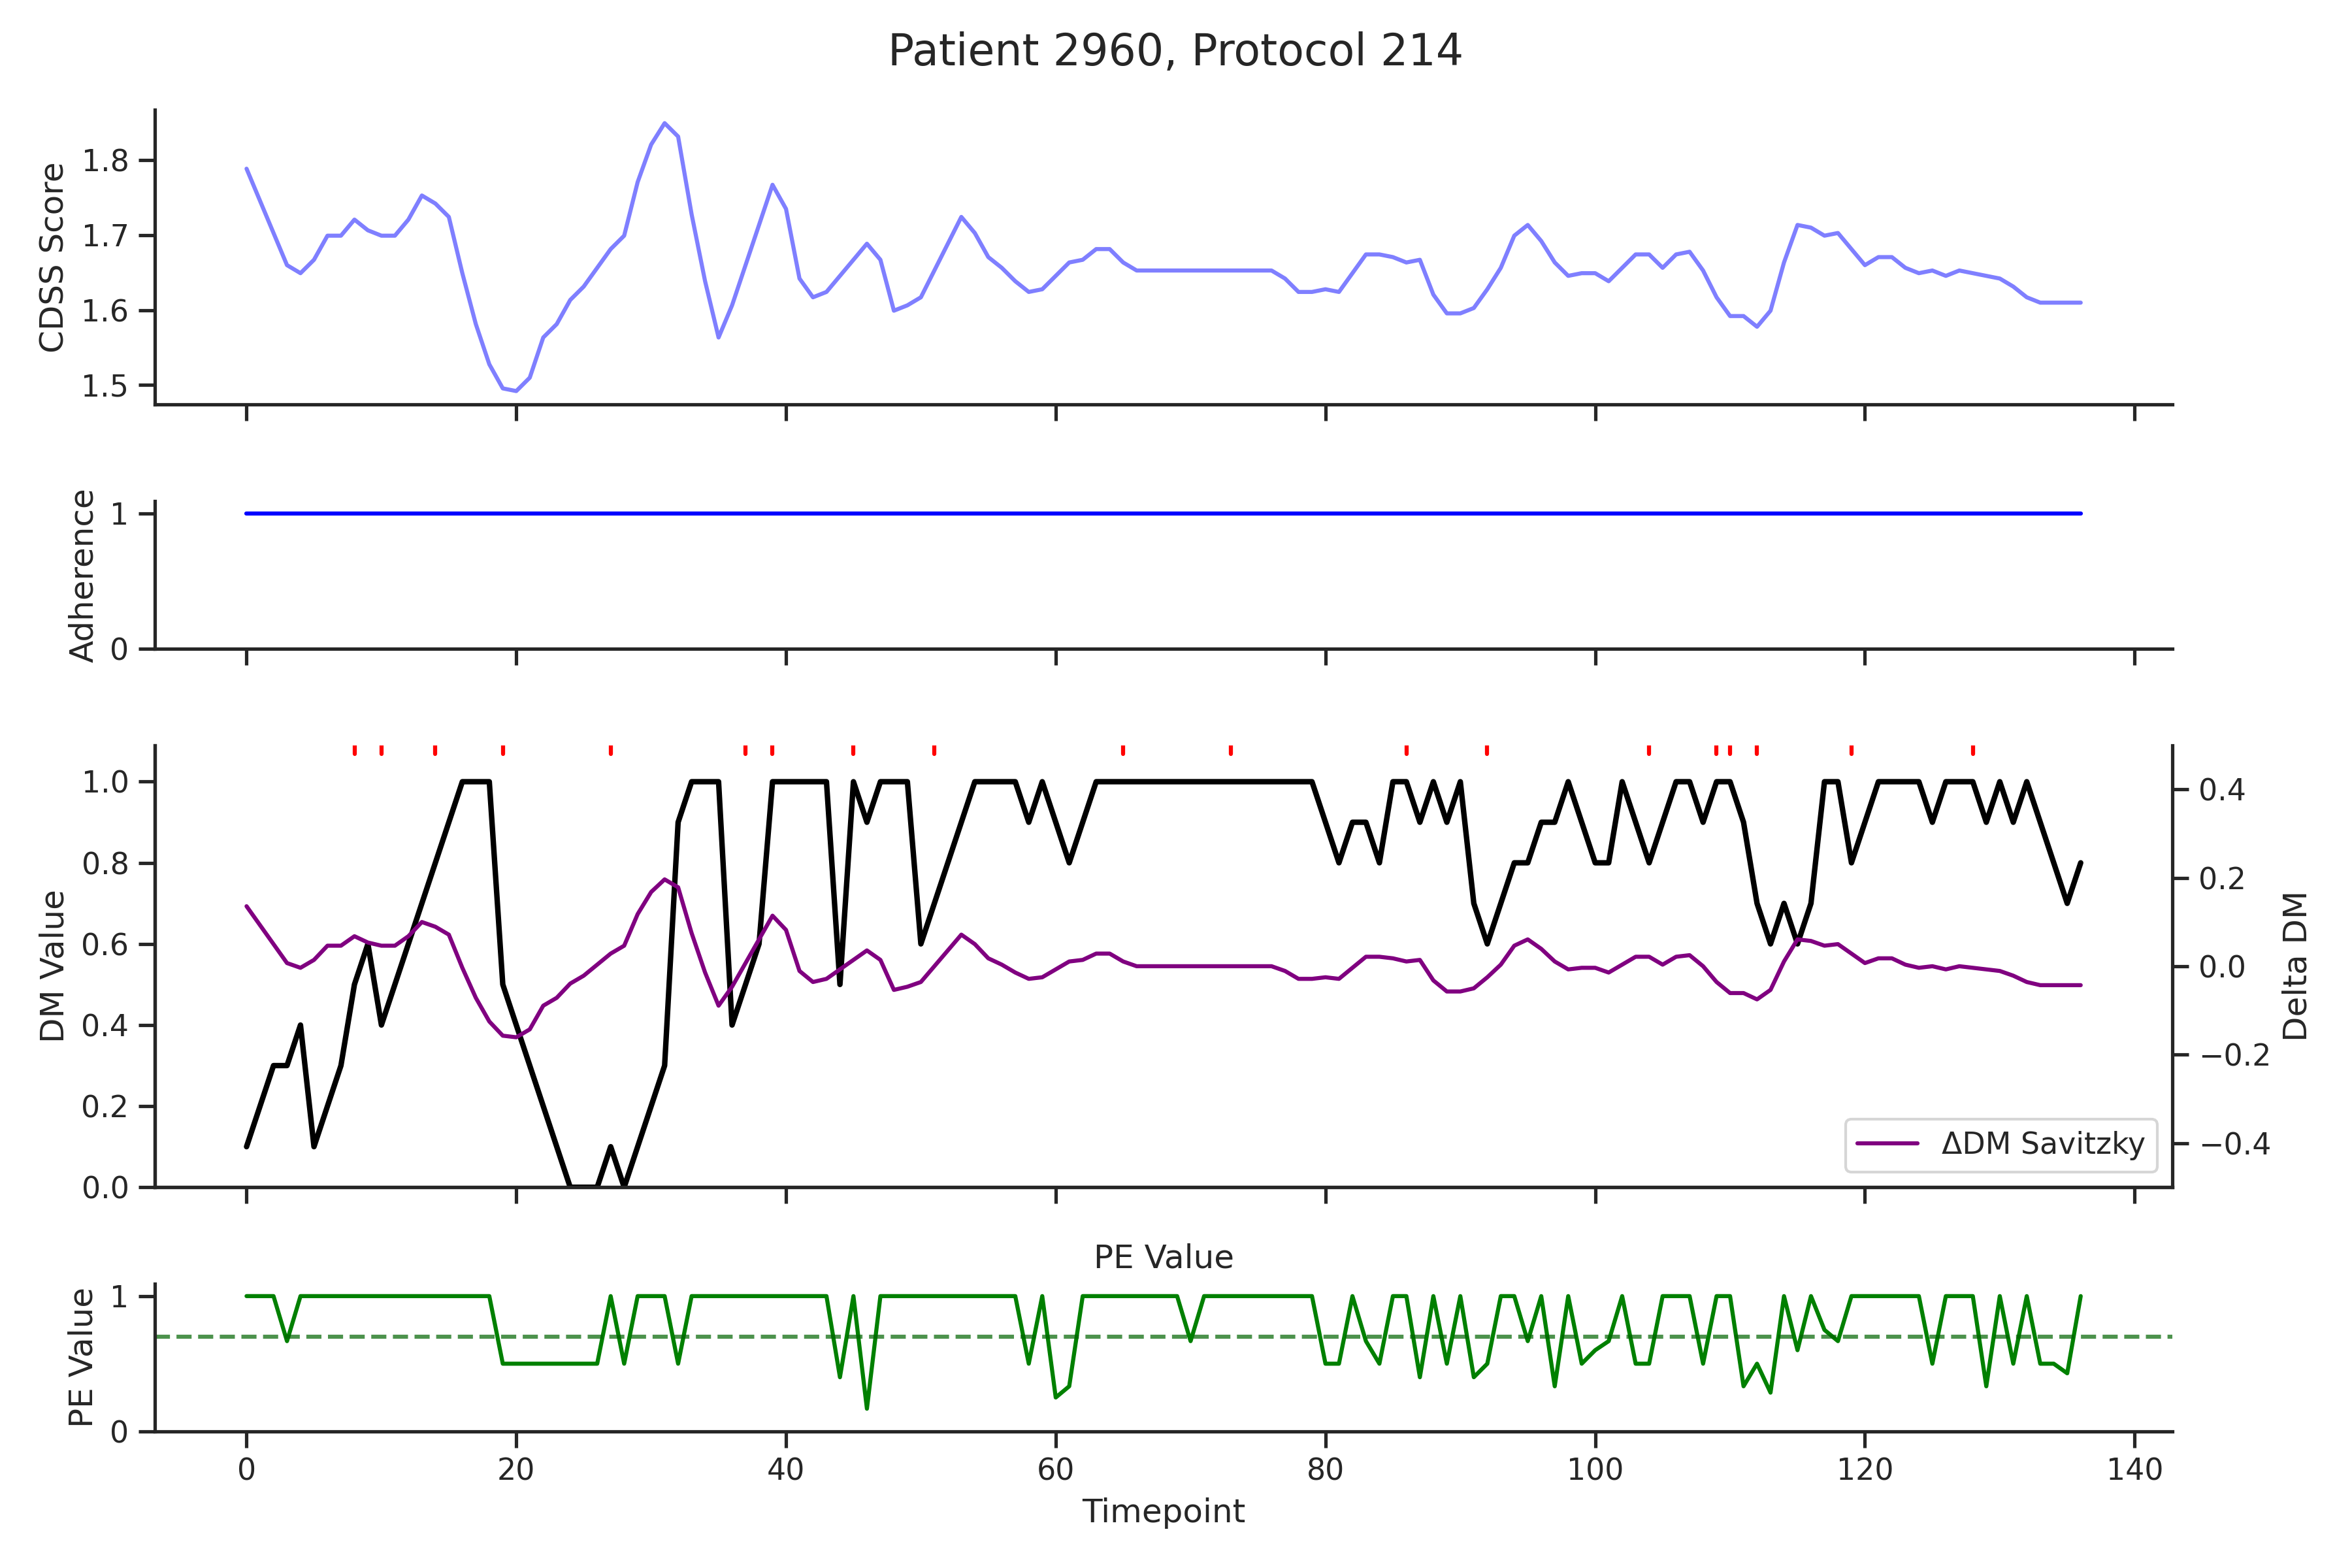 Patient 2960, Protocol 214
CDSS Score
1.8
1.7
1.6
1.5
Adherence
1
0
DM Value
1.0
0.8
0.6
0.4
0.2
0.0
0.4
0.2
0.0
−0.2
−0.4
Delta DM
ΔDM Savitzky
PE Value
PE Value
1
0
0 20 40 60 80 100 120 140
Timepoint